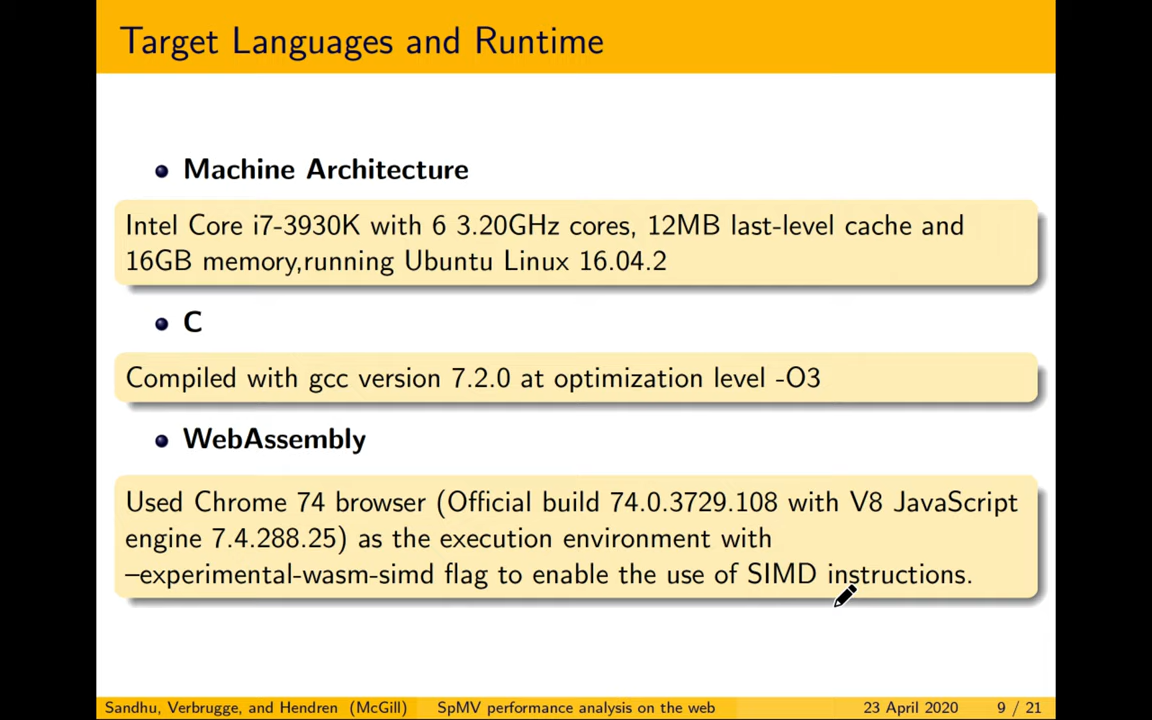 Target Languages and Runtime
Machine Architecture
Intel Core i7-3930K with 6 3.20GHz cores, 12MB last-level cache and
16GB memory,running Ubuntu Linux 16.04.2
C
Compiled with gcc version 7.2.0 at optimization level -O3
WebAssembly
Used Chrome 74 browser (Official build 74.0.3729.108 with V8 JavaScript
engine 7.4.288.25) as the execution environment with
–experimental-wasm-simd flag to enable the use of SIMD instructions.
Sandhu, Verbrugge, and Hendren (McGill) SpMV performance analysis on the web 23 April 2020 9 / 21